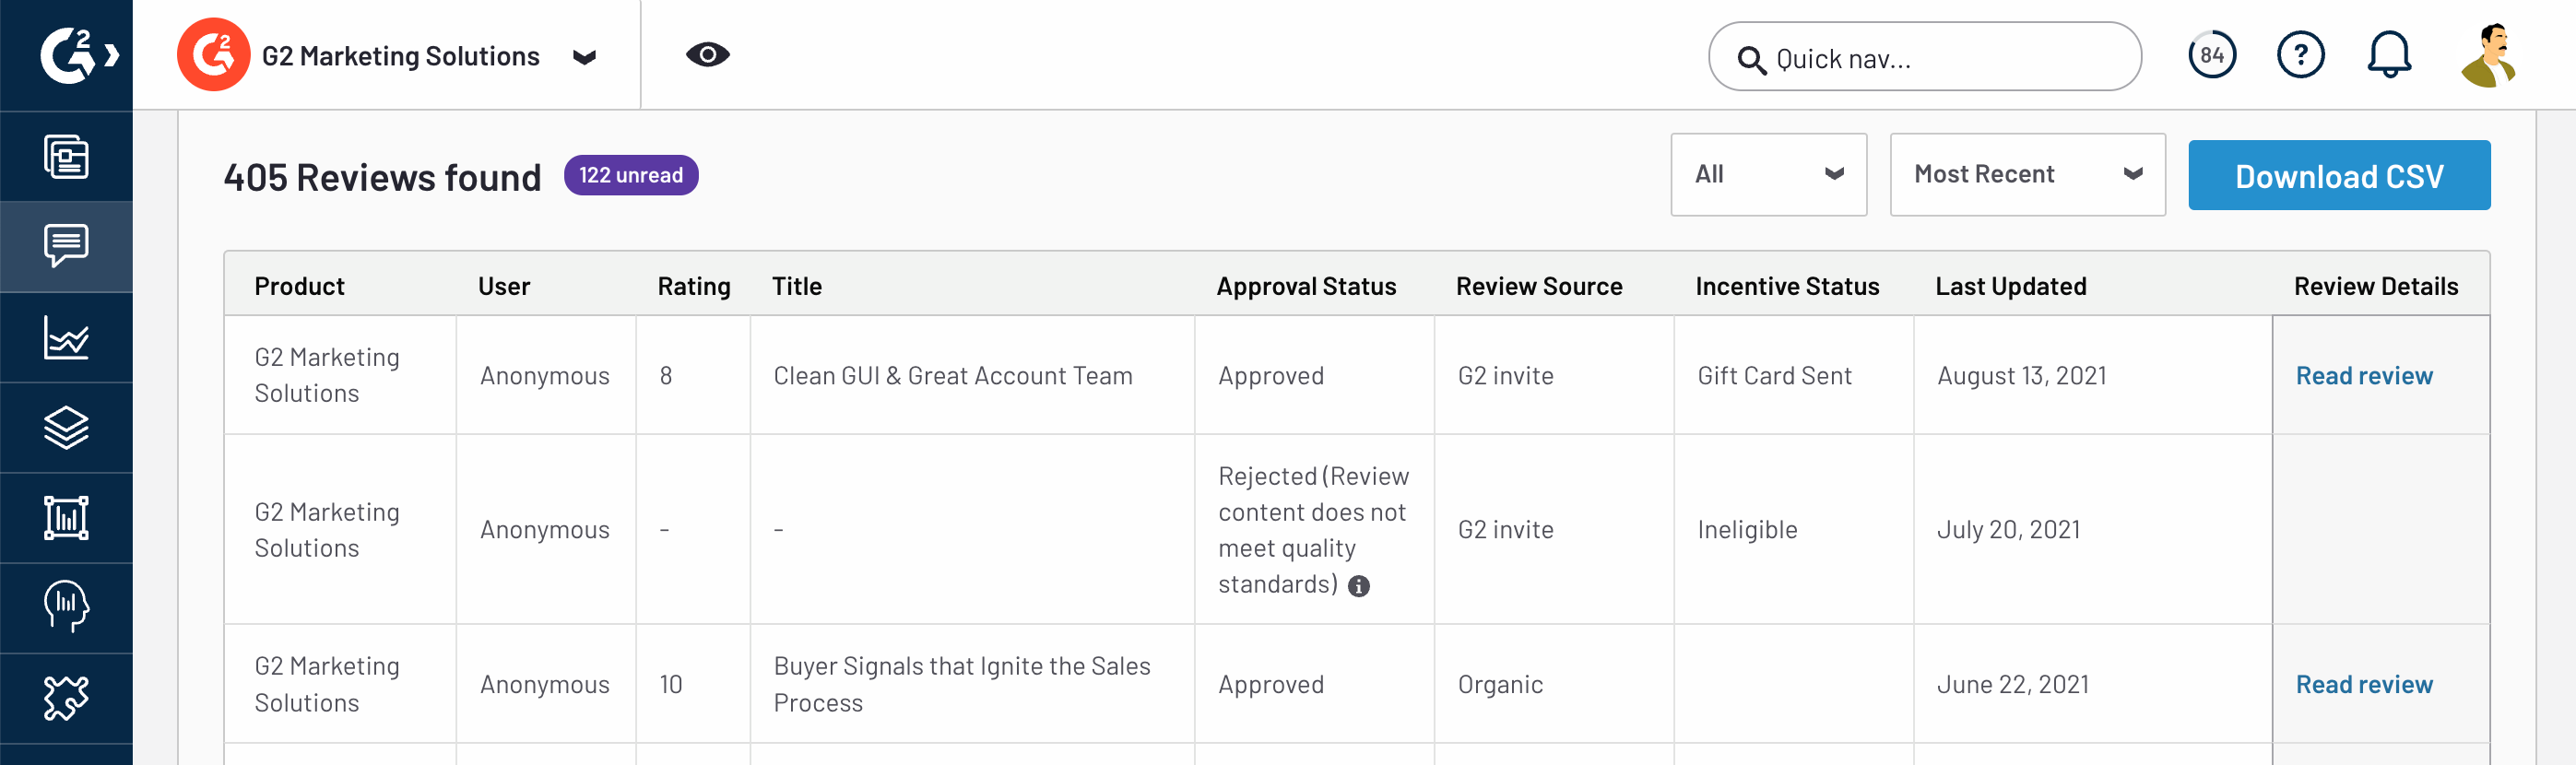 G2 Marketing Solutions
Quick nav...
84
?
405 Reviews found
122 unread
All
Most Recent
Download CSV
Product
User
Rating
Title
Approval Status
Review Source
Incentive Status
Last Updated
Review Details
G2 Marketing
Solutions
Anonymous
8
Clean GUI & Great Account Team
Approved
G2 invite
Gift Card Sent
August 13, 2021
Read review
G2 Marketing
Solutions
Anonymous
-
-
Rejected (Review
content does not
meet quality
standards)
G2 invite
Ineligible
July 20, 2021
G2 Marketing
Solutions
Anonymous
10
Buyer Signals that Ignite the Sales
Process
Approved
Organic
June 22, 2021
Read review